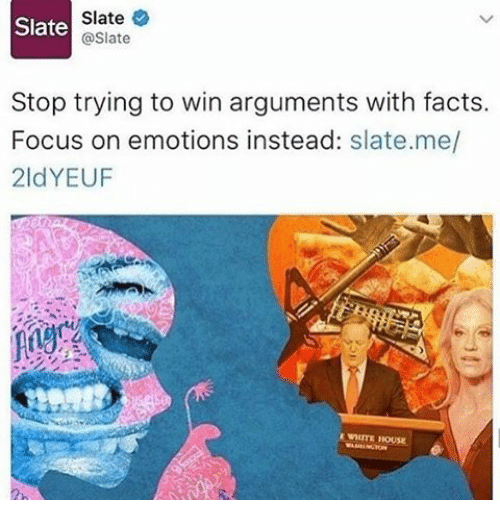 Slate
Slate
@Slate
Stop trying to win arguments with facts.
Focus on emotions instead: slate.me/
2ldYEUF
Angry
E WHITE HOUSE
WASHINGTON